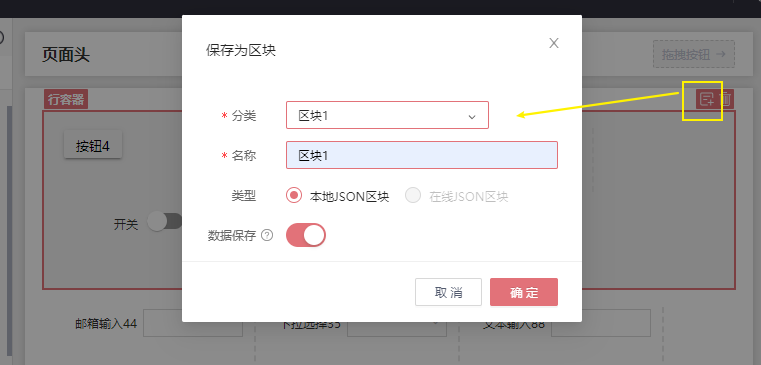 页面头
拖拽按钮
行容器
按钮4
开关
保存为区块
* 分类 区块1
* 名称 区块1
类型 本地JSON区块 在线JSON区块
数据保存
取消 确定
邮箱输入44
下拉选择35
文本输入88